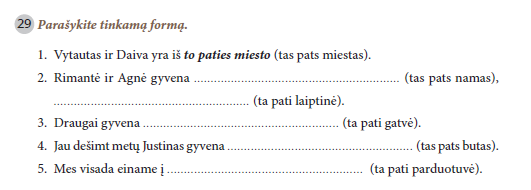 29 Parašykite tinkamą formą.
1. Vytautas ir Daiva yra iš to paties miesto (tas pats miestas).
2. Rimantė ir Agnė gyvena ........................................................... (tas pats namas),
........................................................ (ta pati laiptinė).
3. Draugai gyvena ........................................................ (ta pati gatvė).
4. Jau dešimt metų Justinas gyvena ..................................................... (tas pats butas).
5. Mes visada einame į ........................................................ (ta pati parduotuvė).